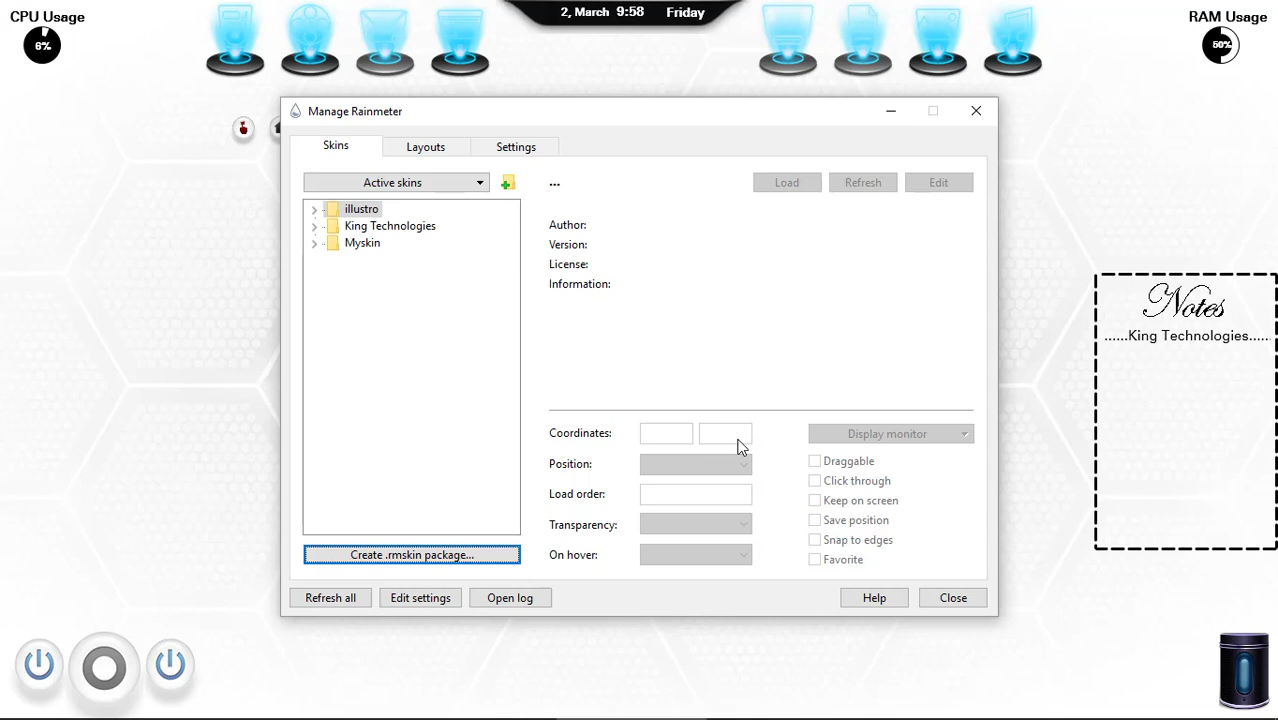 CPU Usage
6%
2, March 9:58 Friday
RAM Usage
50%
Manage Rainmeter
Skins
Layouts
Settings
Active skins
...
Load
Refresh
Edit
illustro
King Technologies
Myskin
Author:
Version:
License:
Information:
Coordinates:
Display monitor
Position:
Draggable
Click through
Load order:
Keep on screen
Transparency:
Save position
Snap to edges
On hover:
Favorite
Create .rmskin package...
Refresh all
Edit settings
Open log
Help
Close
Notes
......King Technologies......